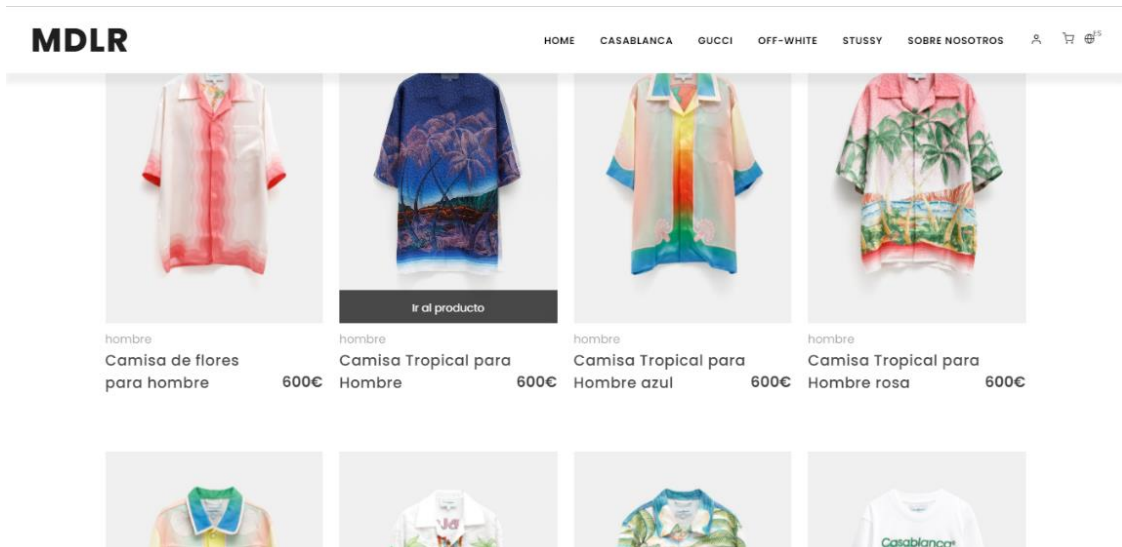 MDLR
HOME CASABLANCA GUCCI OFF-WHITE STUSSY SOBRE NOSOTROS ES
Ir al producto
hombre
Camisa de flores
para hombre 600€
hombre
Camisa Tropical para
Hombre 600€
hombre
Camisa Tropical para
Hombre azul 600€
hombre
Camisa Tropical para
Hombre rosa 600€
Casablanca